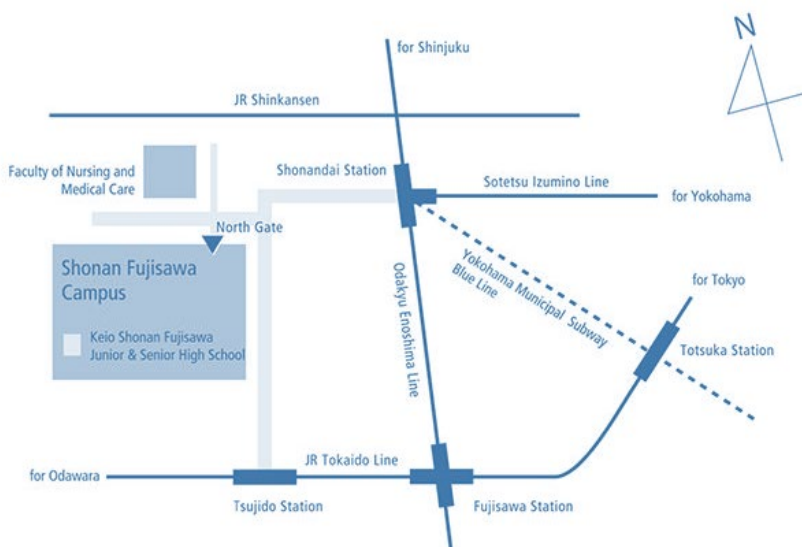 N
for Shinjuku
JR Shinkansen
Faculty of Nursing and
Medical Care
Shonandai Station
Sotetsu Izumino Line
for Yokohama
North Gate
Shonan Fujisawa
Campus
Keio Shonan Fujisawa
Junior & Senior High School
Odakyu Enoshima Line
Yokohama Municipal Subway
Blue Line
for Tokyo
Totsuka Station
for Odawara
JR Tokaido Line
Tsujido Station
Fujisawa Station